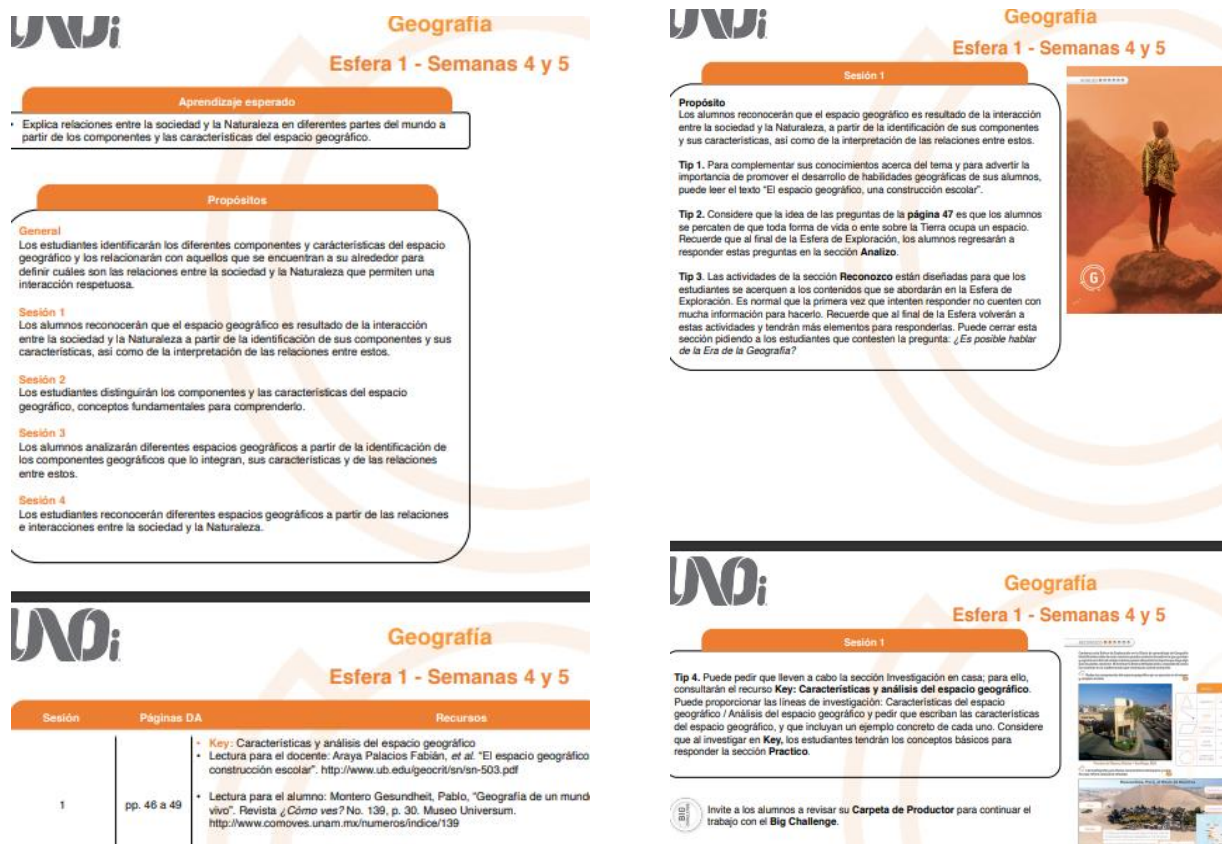 UNOi
Geografía
Esfera 1 - Semanas 4 y 5
Aprendizaje esperado
• Explica relaciones entre la sociedad y la Naturaleza en diferentes partes del mundo a
partir de los componentes y las características del espacio geográfico.
Propósitos
General
Los estudiantes identificarán los diferentes componentes y carácterísticas del espacio
geográfico y los relacionarán con aquellos que se encuentran a su alrededor para
definir cuáles son las relaciones entre la sociedad y la Naturaleza que permiten una
interacción respetuosa.
Sesión 1
Los alumnos reconocerán que el espacio geográfico es resultado de la interacción
entre la sociedad y la Naturaleza a partir de la identificación de sus componentes y sus
características, así como de la interpretación de las relaciones entre estos.
Sesión 2
Los estudiantes distinguirán los componentes y las características del espacio
geográfico, conceptos fundamentales para comprenderlo.
Sesión 3
Los alumnos analizarán diferentes espacios geográficos a partir de la identificación de
los componentes geográficos que lo integran, sus características y de las relaciones
entre estos.
Sesión 4
Los estudiantes reconocerán diferentes espacios geográficos a partir de las relaciones
e interacciones entre la sociedad y la Naturaleza.
UNOi
Geografía
Esfera 1 - Semanas 4 y 5
Sesión Páginas DA Recursos
1 pp. 46 a 49
• Key: Características y análisis del espacio geográfico
• Lectura para el docente: Araya Palacios Fabián, et al. "El espacio geográfico
construcción escolar". http://www.ub.edu/geocrit/sn/sn-503.pdf
• Lectura para el alumno: Montero Gesundheit, Pablo, "Geografía de un mund
vivo". Revista ¿Cómo ves? No. 139, p. 30. Museo Universum.
http://www.comoves.unam.mx/numeros/indice/139
UNOi
Geografía
Esfera 1 - Semanas 4 y 5
Sesión 1
Propósito
Los alumnos reconocerán que el espacio geográfico es resultado de la interacción
entre la sociedad y la Naturaleza, a partir de la identificación de sus componentes
y sus características, así como de la interpretación de las relaciones entre estos.
Tip 1. Para complementar sus conocimientos acerca del tema y para advertir la
importancia de promover el desarrollo de habilidades geográficas de sus alumnos,
puede leer el texto "El espacio geográfico, una construcción escolar".
Tip 2. Considere que la idea de las preguntas de la página 47 es que los alumnos
se percaten de que toda forma de vida o ente sobre la Tierra ocupa un espacio.
Recuerde que al final de la Esfera de Exploración, los alumnos regresarán a
responder estas preguntas en la sección Analizo.
Tip 3. Las actividades de la sección Reconozco están diseñadas para que los
estudiantes se acerquen a los contenidos que se abordarán en la Esfera de
Exploración. Es normal que la primera vez que intenten responder no cuenten con
mucha información para hacerlo. Recuerde que al final de la Esfera volverán a
estas actividades y tendrán más elementos para responderlas. Puede cerrar esta
sección pidiendo a los estudiantes que contesten la pregunta: ¿Es posible hablar
de la Era de la Geografía?
G
UNOi
Geografía
Esfera 1 - Semanas 4 y 5
Sesión 1
Tip 4. Puede pedir que lleven a cabo la sección Investigación en casa; para ello,
consultarán el recurso Key: Características y análisis del espacio geográfico.
Puede proporcionar las líneas de investigación: Características del espacio
geográfico / Análisis del espacio geográfico y pedir que escriban las características
del espacio geográfico, y que incluyan un ejemplo concreto de cada uno. Considere
que al investigar en Key, los estudiantes tendrán los conceptos básicos para
responder la sección Practico.
BIG
Invite a los alumnos a revisar su Carpeta de Productor para continuar el
trabajo con el Big Challenge.